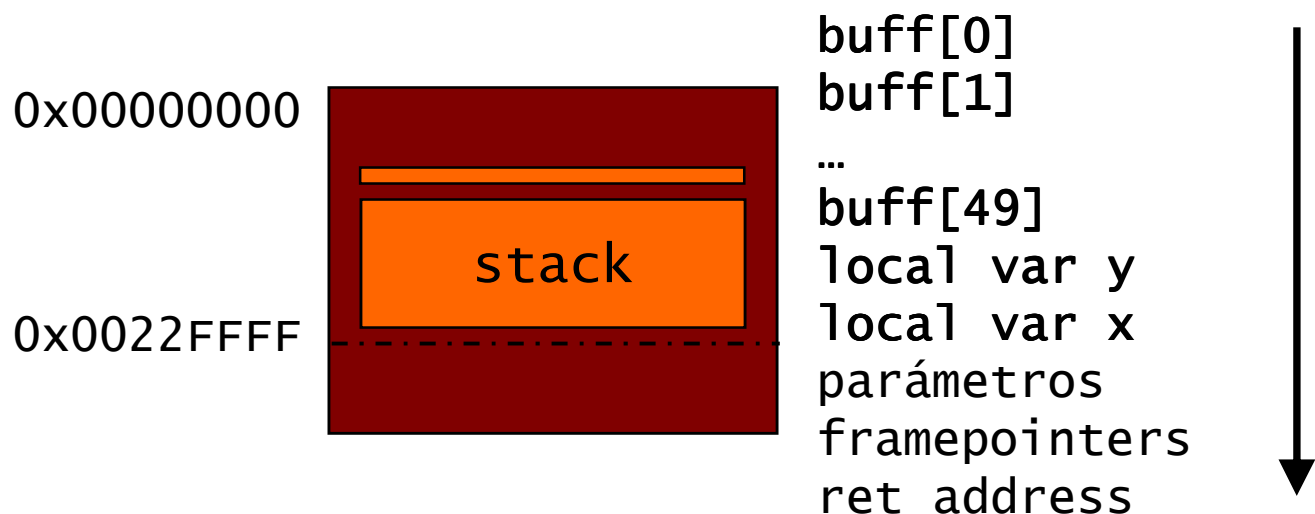 buff[0]
0x00000000
buff[1]
…
buff[49]
stack
local var y
0x0022FFFF
local var x
parámetros
framepointers
ret address